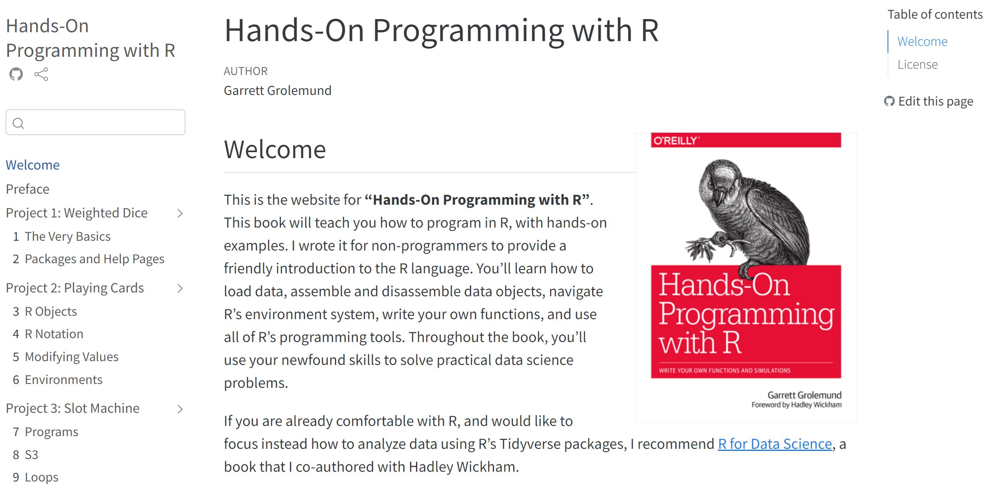 Hands-On
Programming with R
Welcome
Preface
Project 1: Weighted Dice
1 The Very Basics
2 Packages and Help Pages
Project 2: Playing Cards
3 R Objects
4 R Notation
5 Modifying Values
6 Environments
Project 3: Slot Machine
7 Programs
8 S3
9 Loops
Hands-On Programming with R
AUTHOR
Garrett Grolemund
Welcome
This is the website for “Hands-On Programming with R”.
This book will teach you how to program in R, with hands-on
examples. I wrote it for non-programmers to provide a
friendly introduction to the R language. You’ll learn how to
load data, assemble and disassemble data objects, navigate
R’s environment system, write your own functions, and use
all of R’s programming tools. Throughout the book, you’ll
use your newfound skills to solve practical data science
problems.
If you are already comfortable with R, and would like to
focus instead how to analyze data using R’s Tidyverse packages, I recommend R for Data Science, a
book that I co-authored with Hadley Wickham.
O'REILLY®
Hands-On
Programming
with R
WRITE YOUR OWN FUNCTIONS AND SIMULATIONS
Garrett Grolemund
Foreword by Hadley Wickham
Table of contents
Welcome
License
Edit this page